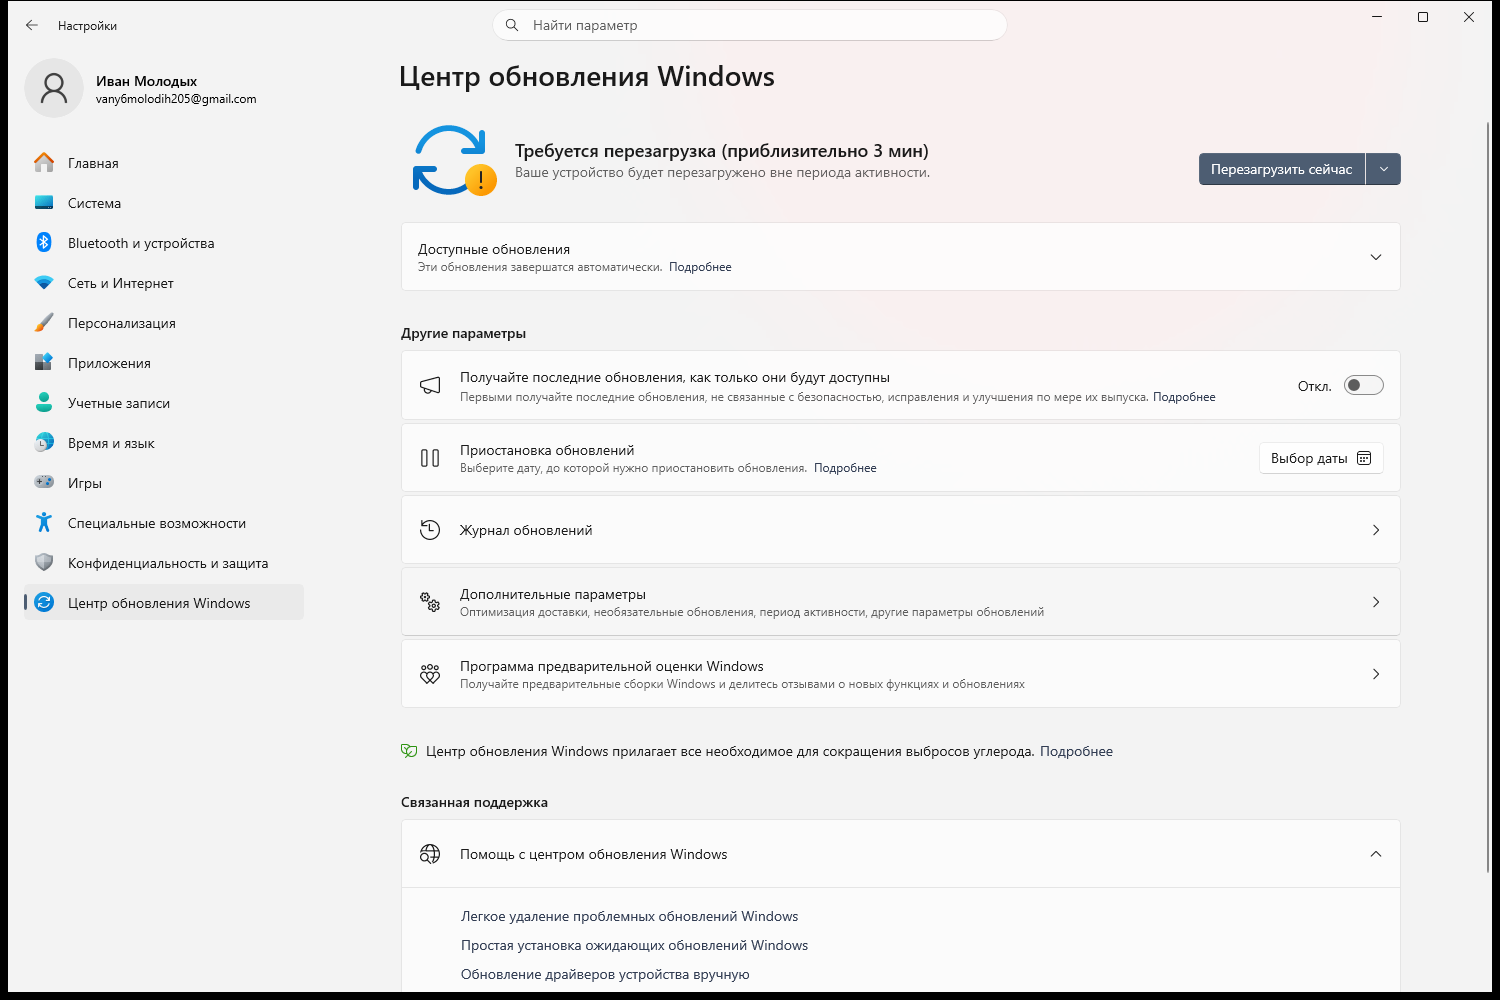 Настройки
Найти параметр
Иван Молодых
vany6molodih205@gmail.com
Главная
Система
Bluetooth и устройства
Сеть и Интернет
Персонализация
Приложения
Учетные записи
Время и язык
Игры
Специальные возможности
Конфиденциальность и защита
Центр обновления Windows
Центр обновления Windows
Требуется перезагрузка (приблизительно 3 мин)
Ваше устройство будет перезагружено вне периода активности.
Перезагрузить сейчас
Доступные обновления
Эти обновления завершатся автоматически. Подробнее
Другие параметры
Получайте последние обновления, как только они будут доступны
Первыми получайте последние обновления, не связанные с безопасностью, исправления и улучшения по мере их выпуска. Подробнее
Откл.
Приостановка обновлений
Выберите дату, до которой нужно приостановить обновления. Подробнее
Выбор даты
Журнал обновлений
Дополнительные параметры
Оптимизация доставки, необязательные обновления, период активности, другие параметры обновлений
Программа предварительной оценки Windows
Получайте предварительные сборки Windows и делитесь отзывами о новых функциях и обновлениях
Центр обновления Windows прилагает все необходимое для сокращения выбросов углерода. Подробнее
Связанная поддержка
Помощь с центром обновления Windows
Легкое удаление проблемных обновлений Windows
Простая установка ожидающих обновлений Windows
Обновление драйверов устройства вручную